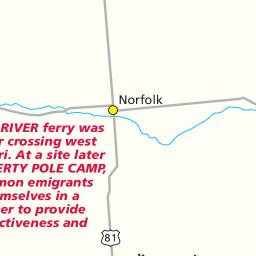 Norfolk
RIVER ferry was
r crossing west
ri. At a site later
ERTY POLE CAMP,
mon emigrants
mselves in a
er to provide
ctiveness and
81